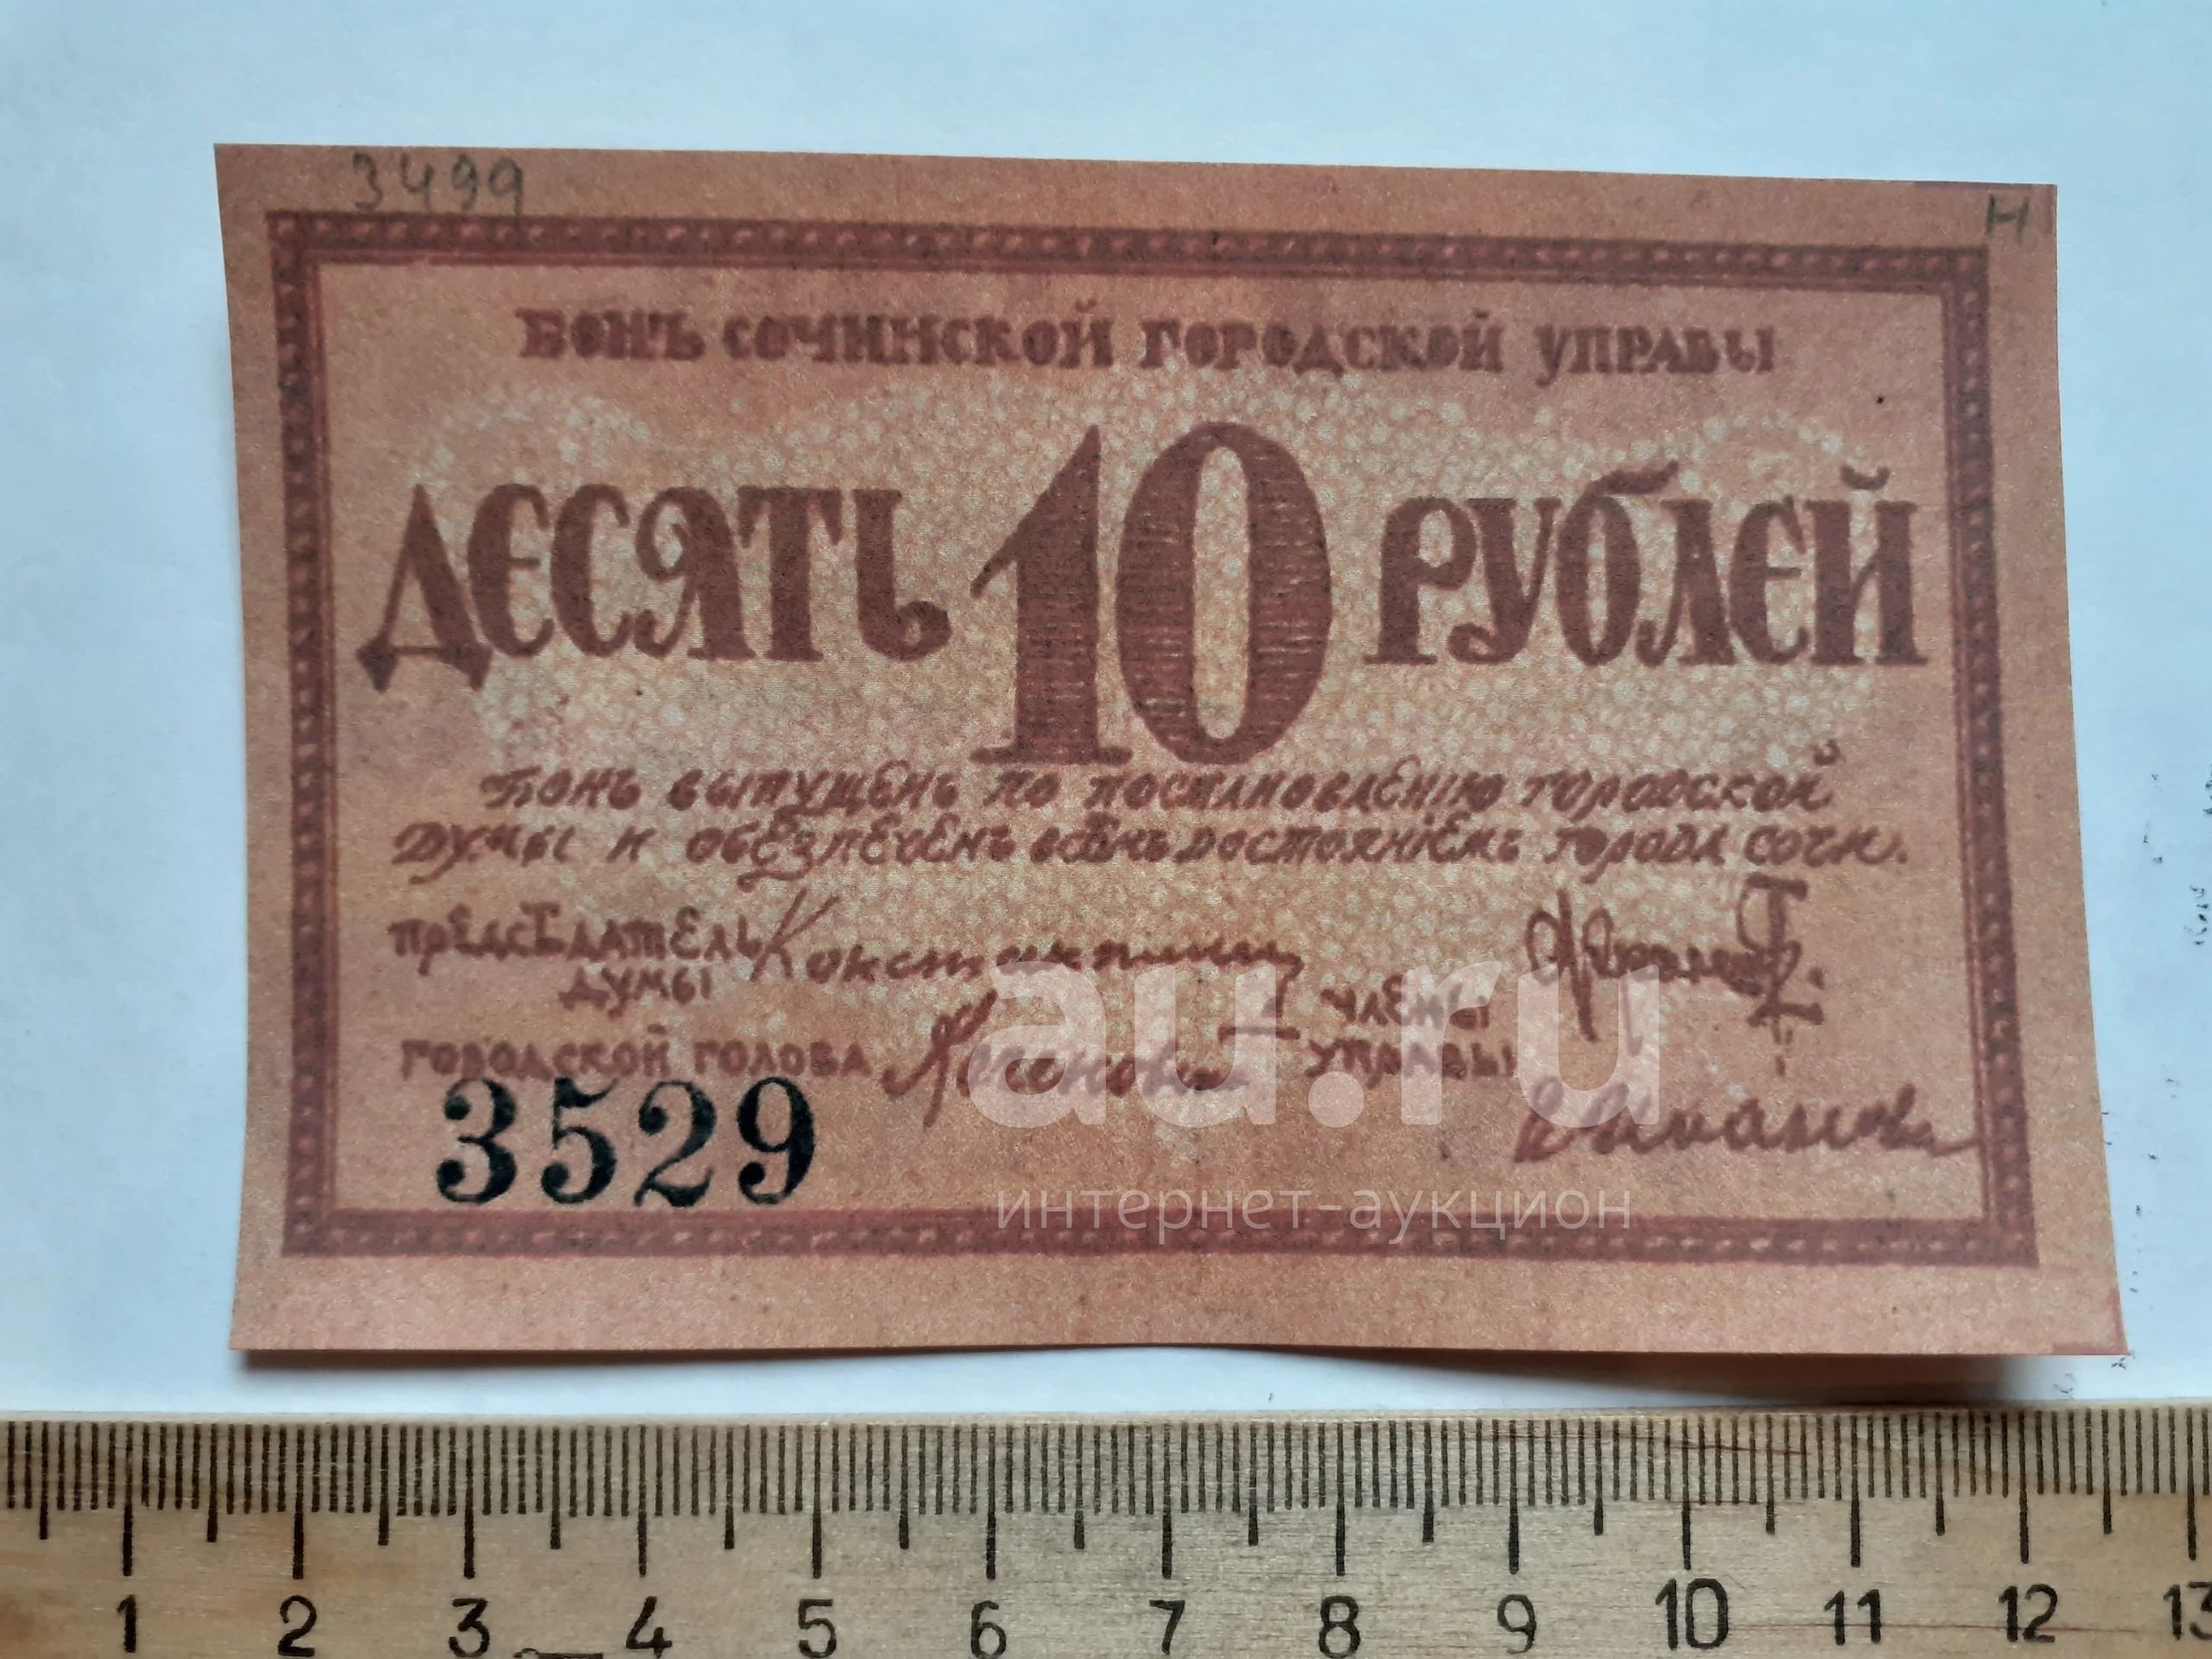 3499
Н
БОНЪ СОЧИНСКОЙ ГОРОДСКОЙ УПРАВЫ
ДЕСЯТЬ 10 РУБЛЕЙ
Бонъ выпущенъ по постановленію городской
думы и обезпеченъ всѣмъ достояніемъ города Сочи.
ПРЕДСѢДАТЕЛЬ
ДУМЫ
ЧЛЕНЫ
УПРАВЫ
ГОРОДСКОЙ ГОЛОВА
3529
au.ru
интернет-аукцион
1 2 3 4 5 6 7 8 9 10 11 12 13